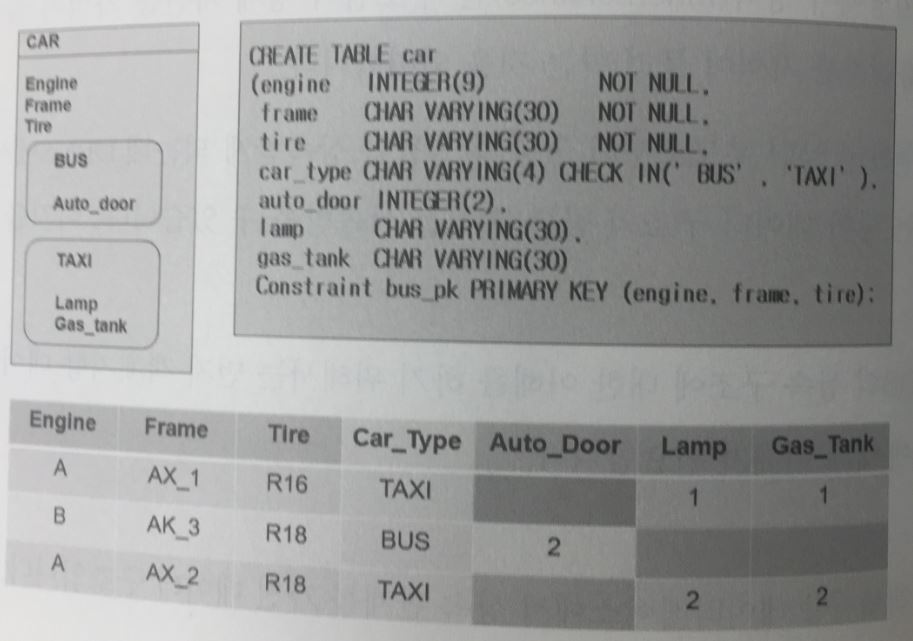 CAR
Engine
Frame
Tire
BUS
Auto_door
TAXI
Lamp
Gas_tank
CREATE TABLE car
(engine INTEGER(9) NOT NULL,
frame CHAR VARYING(30) NOT NULL,
tire CHAR VARYING(30) NOT NULL,
car_type CHAR VARYING(4) CHECK IN(' BUS' , 'TAXI' ),
auto_door INTEGER(2),
lamp CHAR VARYING(30),
gas_tank CHAR VARYING(30)
Constraint bus_pk PRIMARY KEY (engine, frame, tire);
Engine Frame Tire Car_Type Auto_Door Lamp Gas_Tank
A AX_1 R16 TAXI 1 1
B AK_3 R18 BUS 2
A AX_2 R18 TAXI 2 2